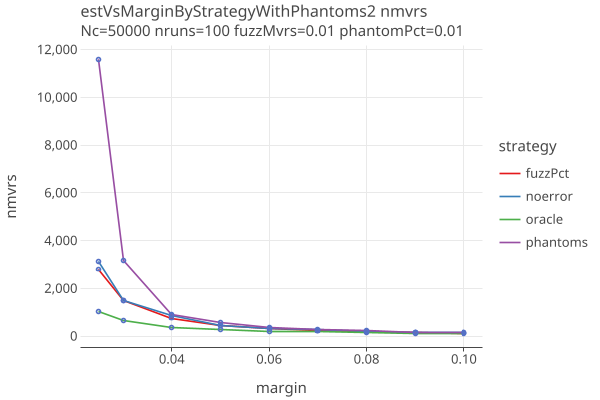 estVsMarginByStrategyWithPhantoms2 nmvrs
Nc=50000 nruns=100 fuzzMvrs=0.01 phantomPct=0.01
12,000
10,000
8,000
6,000
4,000
2,000
0
nmvrs
0.04
0.06
0.08
0.10
margin
strategy
fuzzPct
noerror
oracle
phantoms